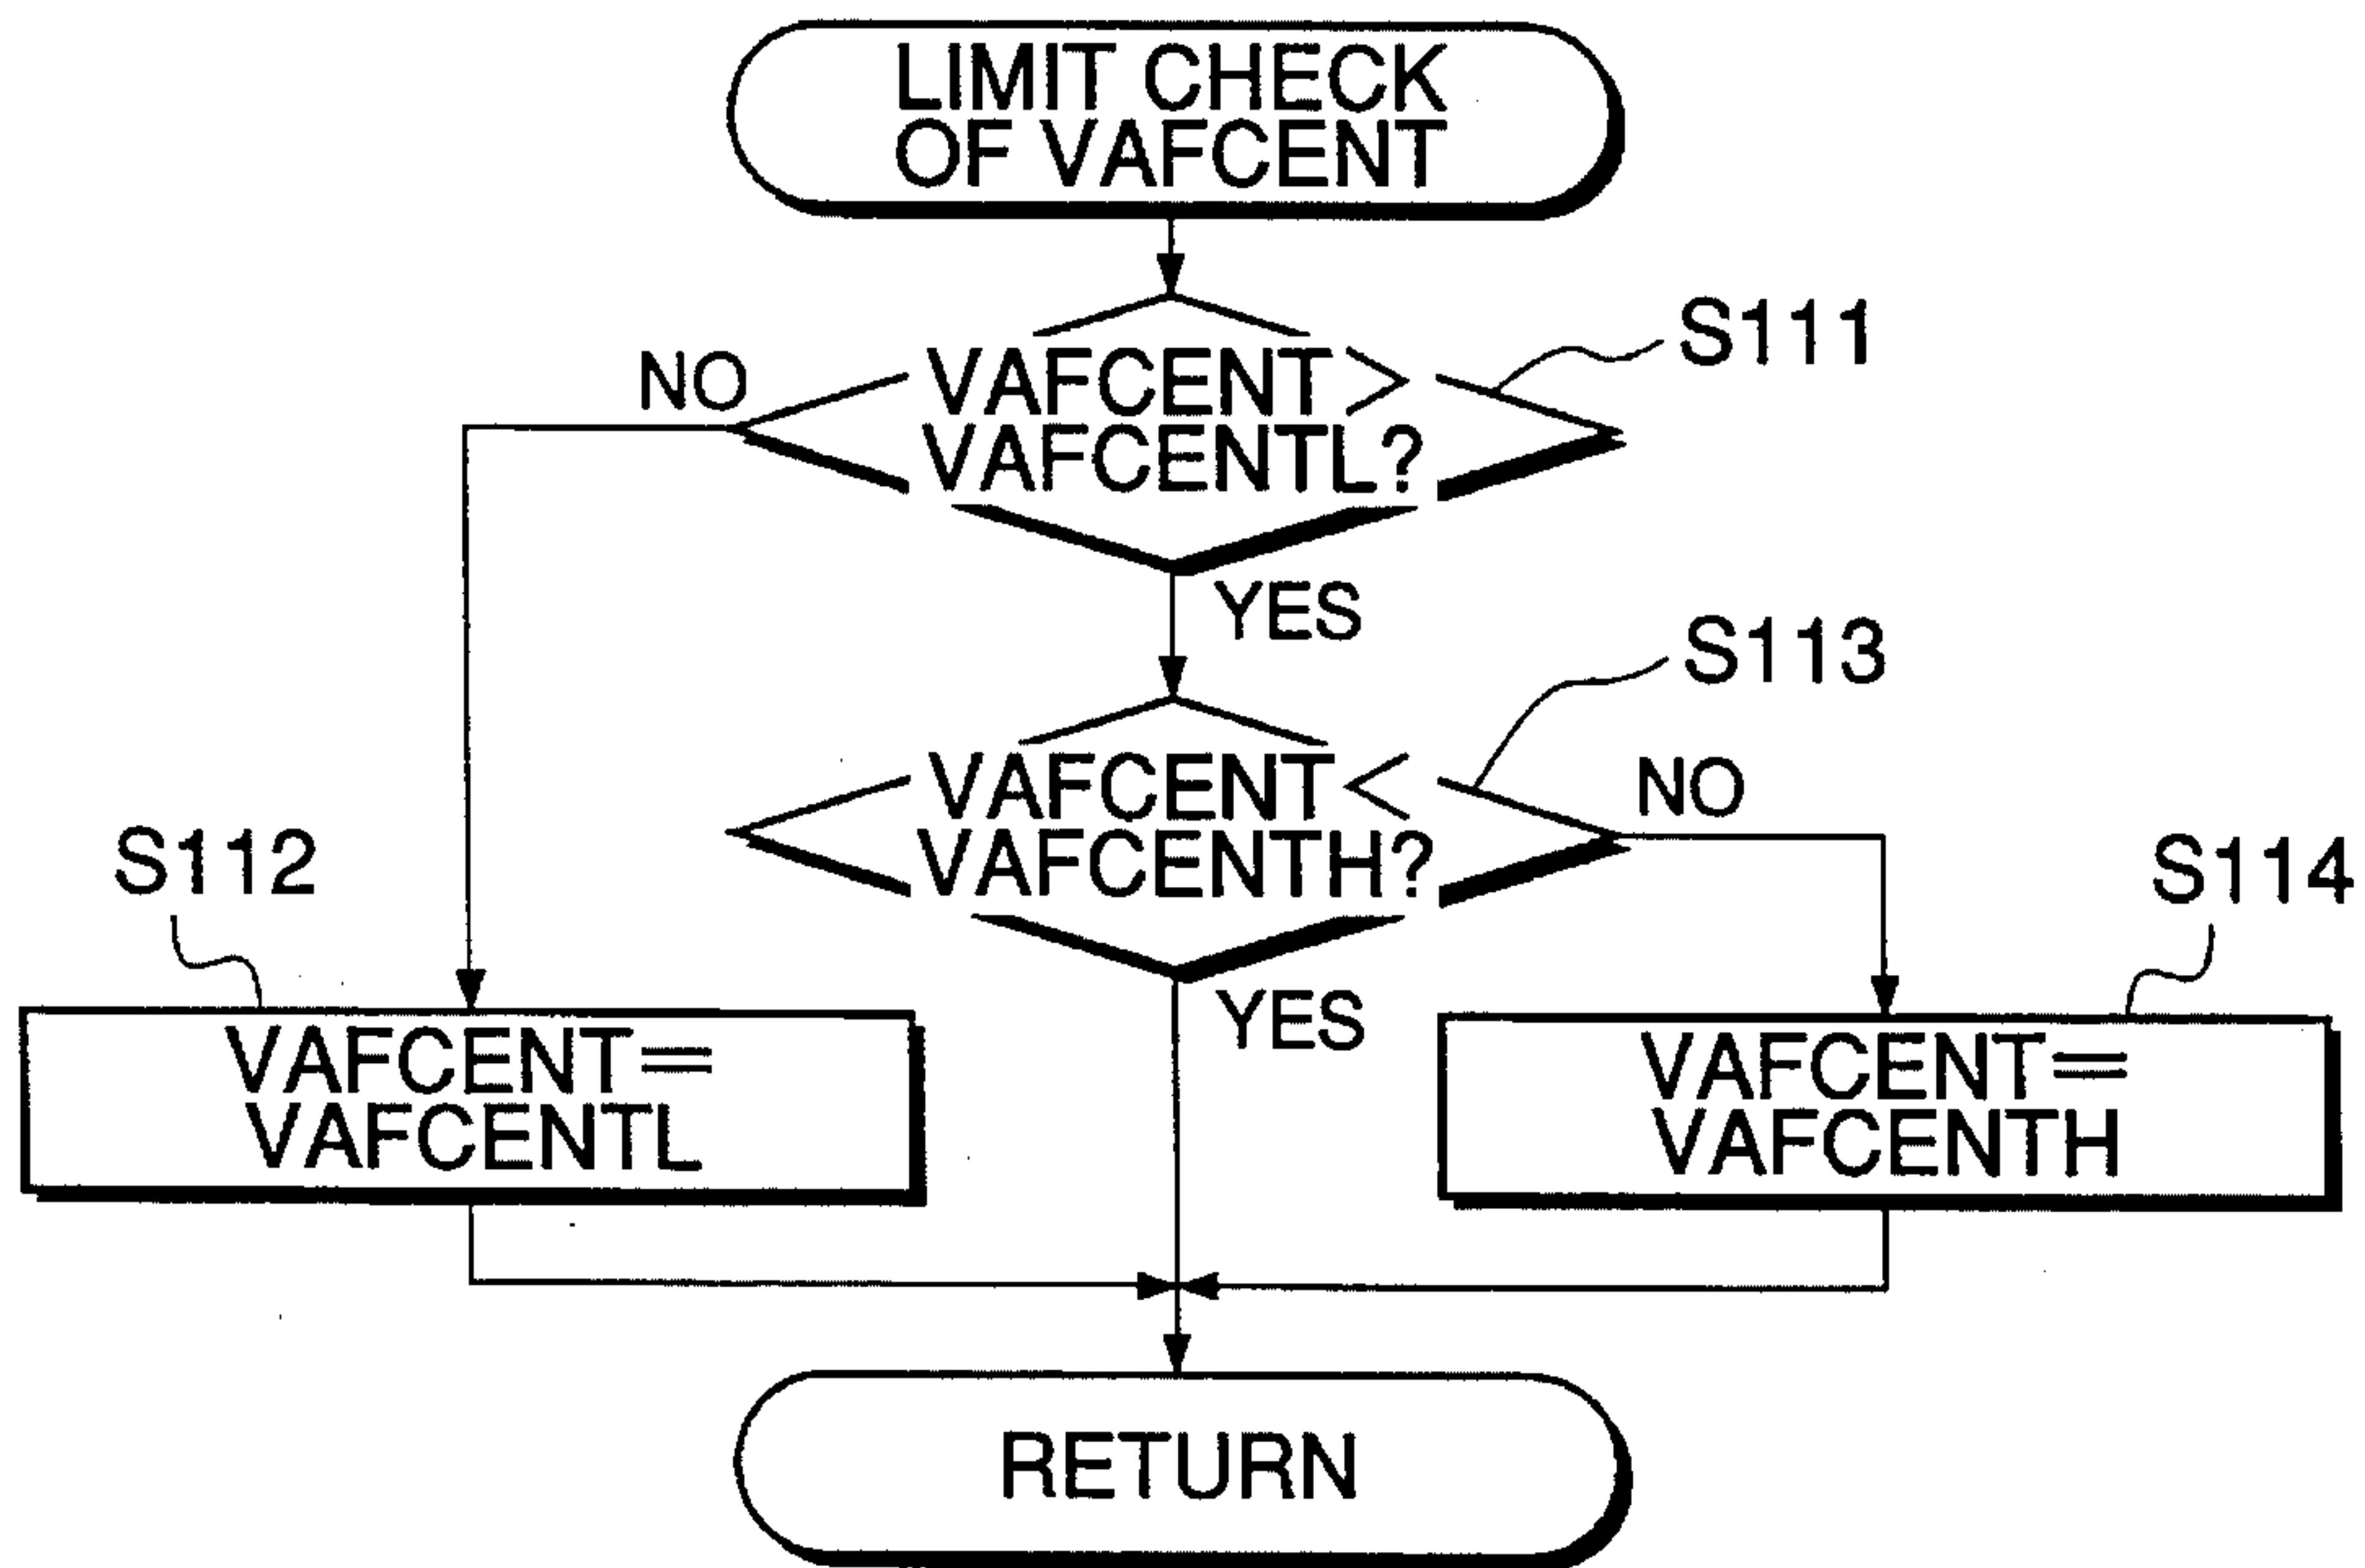 LIMIT CHECK
OF VAFCENT
S111
NO
VAFCENT >
VAFCENTL?
YES
S113
VAFCENT <
VAFCENTH?
NO
S112
S114
YES
VAFCENT=
VAFCENTL
VAFCENT=
VAFCENTH
RETURN